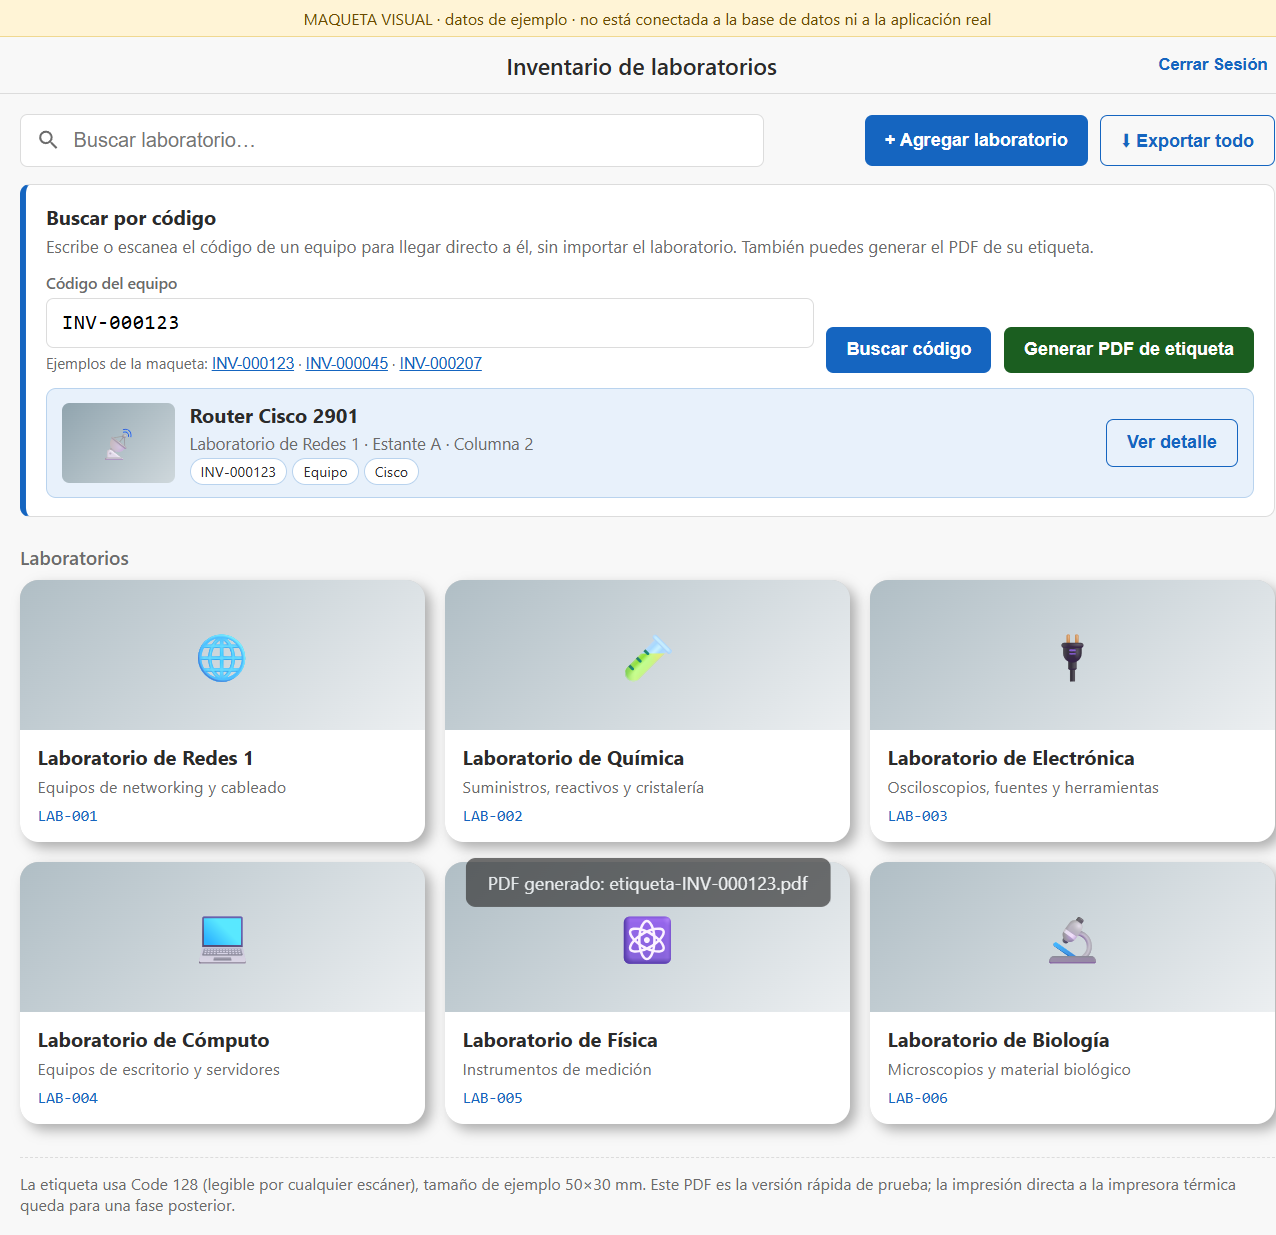 MAQUETA VISUAL · datos de ejemplo · no está conectada a la base de datos ni a la aplicación real
Inventario de laboratorios
Cerrar Sesión
Buscar laboratorio…
+ Agregar laboratorio
⬇ Exportar todo
Buscar por código
Escribe o escanea el código de un equipo para llegar directo a él, sin importar el laboratorio. También puedes generar el PDF de su etiqueta.
Código del equipo
INV-000123
Buscar código
Generar PDF de etiqueta
Ejemplos de la maqueta: INV-000123 · INV-000045 · INV-000207
Router Cisco 2901
Laboratorio de Redes 1 · Estante A · Columna 2
INV-000123
Equipo
Cisco
Ver detalle
Laboratorios
Laboratorio de Redes 1
Equipos de networking y cableado
LAB-001
Laboratorio de Química
Suministros, reactivos y cristalería
LAB-002
Laboratorio de Electrónica
Osciloscopios, fuentes y herramientas
LAB-003
PDF generado: etiqueta-INV-000123.pdf
Laboratorio de Cómputo
Equipos de escritorio y servidores
LAB-004
Laboratorio de Física
Instrumentos de medición
LAB-005
Laboratorio de Biología
Microscopios y material biológico
LAB-006
La etiqueta usa Code 128 (legible por cualquier escáner), tamaño de ejemplo 50×30 mm. Este PDF es la versión rápida de prueba; la impresión directa a la impresora térmica
queda para una fase posterior.